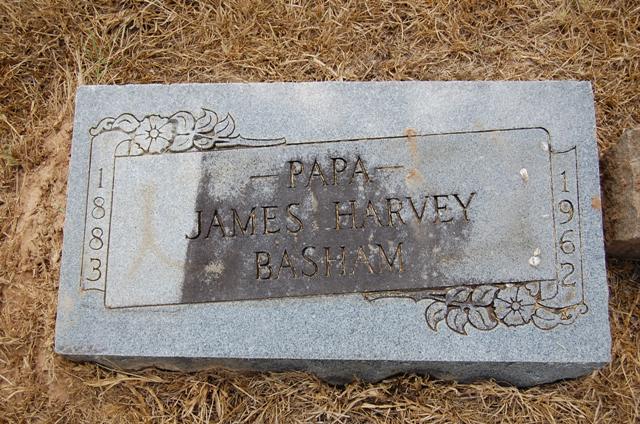 — PAPA —
1883
JAMES HARVEY
BASHAM
1962